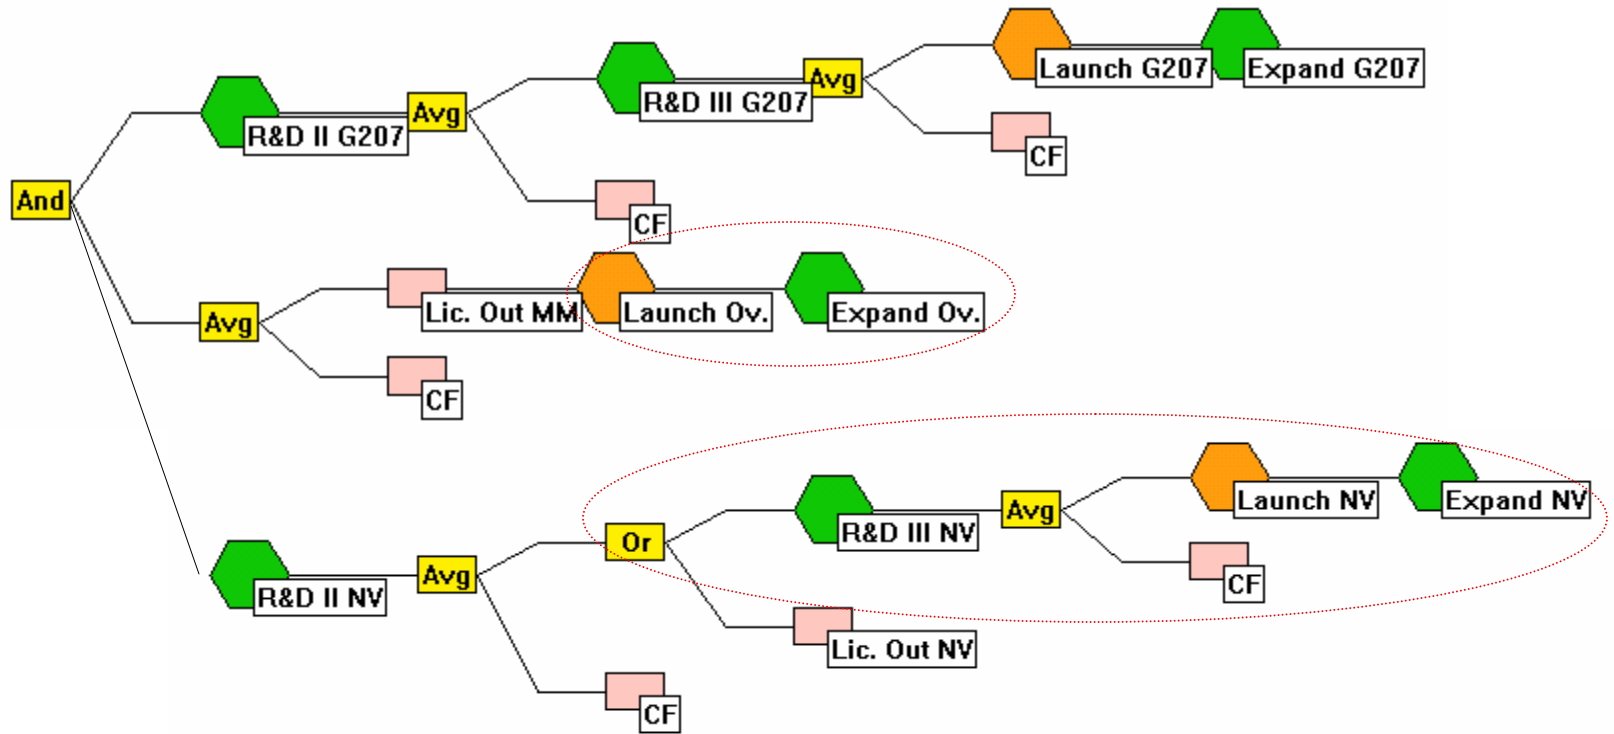 Launch G207
Expand G207
Avg
R&D III G207
Avg
R&D II G207
CF
And
CF
Lic. Out MM
Launch Ov.
Expand Ov.
Avg
CF
Launch NV
Expand NV
Avg
R&D III NV
Or
Avg
R&D II NV
CF
Lic. Out NV
CF